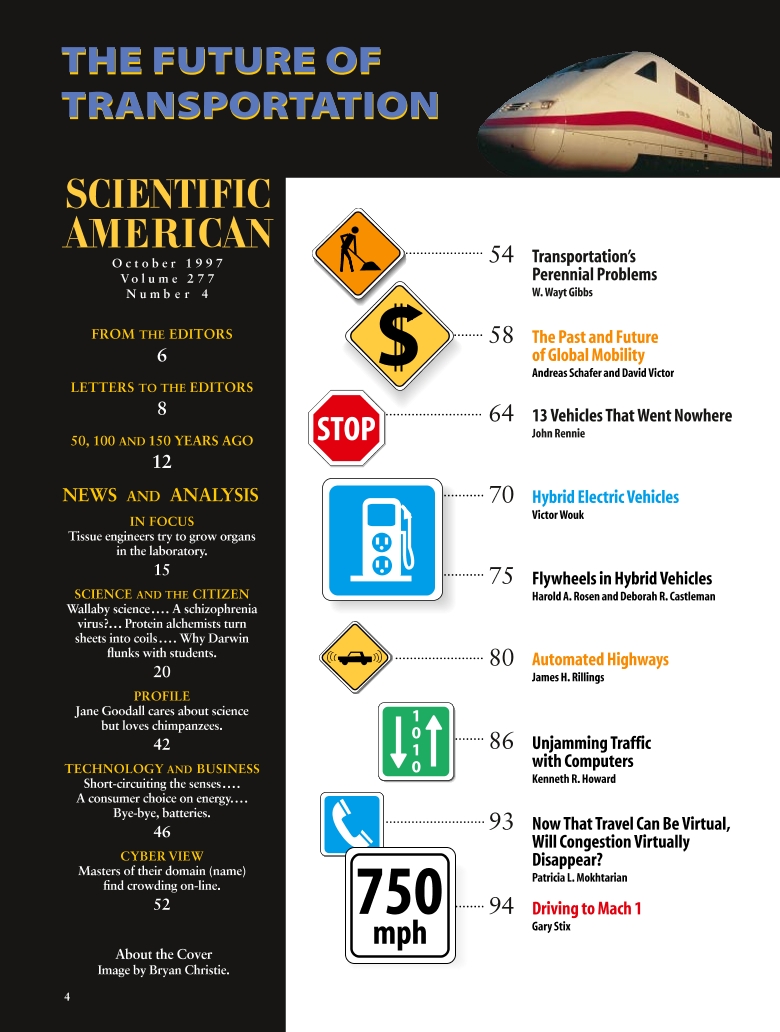 THE FUTURE OF
TRANSPORTATION
SCIENTIFIC
AMERICAN
October 1997
Volume 277
Number 4
FROM THE EDITORS
6
LETTERS TO THE EDITORS
8
50, 100 AND 150 YEARS AGO
12
NEWS AND ANALYSIS
IN FOCUS
Tissue engineers try to grow organs
in the laboratory.
15
SCIENCE AND THE CITIZEN
Wallaby science.... A schizophrenia
virus?... Protein alchemists turn
sheets into coils.... Why Darwin
flunks with students.
20
PROFILE
Jane Goodall cares about science
but loves chimpanzees.
42
TECHNOLOGY AND BUSINESS
Short-circuiting the senses....
A consumer choice on energy....
Bye-bye, batteries.
46
CYBER VIEW
Masters of their domain (name)
find crowding on-line.
52
About the Cover
Image by Bryan Christie.
4
54 Transportation's
Perennial Problems
W. Wayt Gibbs
$
58 The Past and Future
of Global Mobility
Andreas Schafer and David Victor
STOP
64 13 Vehicles That Went Nowhere
John Rennie
70 Hybrid Electric Vehicles
Victor Wouk
75 Flywheels in Hybrid Vehicles
Harold A. Rosen and Deborah R. Castleman
80 Automated Highways
James H. Rillings
1
0
1
0
86 Unjamming Traffic
with Computers
Kenneth R. Howard
93 Now That Travel Can Be Virtual,
Will Congestion Virtually
Disappear?
Patricia L. Mokhtarian
750
mph
94 Driving to Mach 1
Gary Stix